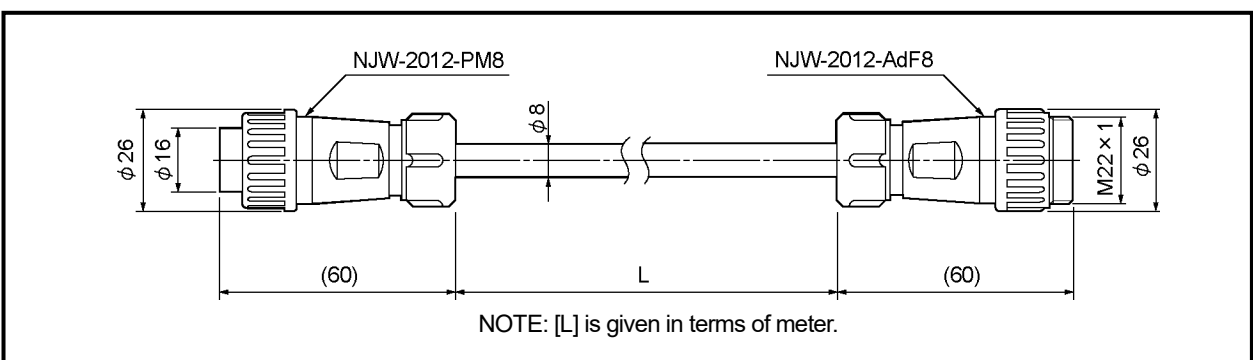 NJW-2012-PM8
NJW-2012-AdF8
φ26
φ16
φ8
M22×1
φ26
(60)
L
(60)
NOTE: [L] is given in terms of meter.